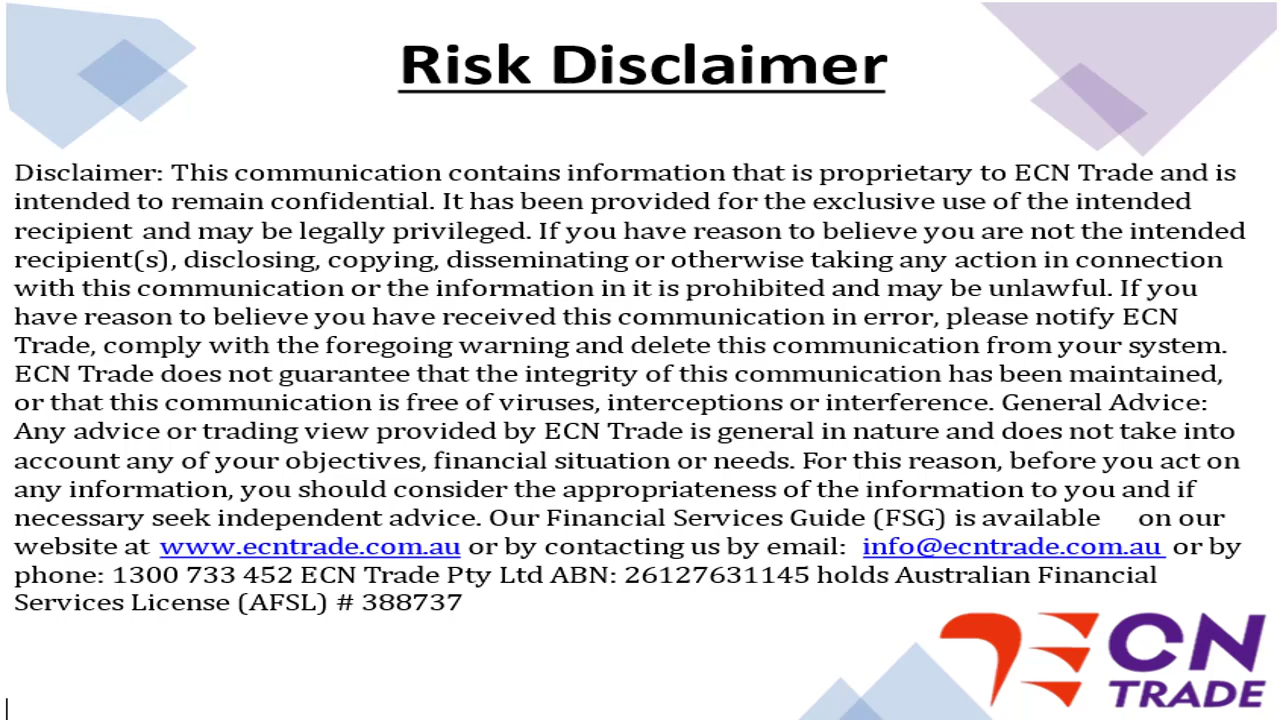 Risk Disclaimer
Disclaimer: This communication contains information that is proprietary to ECN Trade and is
intended to remain confidential. It has been provided for the exclusive use of the intended
recipient and may be legally privileged. If you have reason to believe you are not the intended
recipient(s), disclosing, copying, disseminating or otherwise taking any action in connection
with this communication or the information in it is prohibited and may be unlawful. If you
have reason to believe you have received this communication in error, please notify ECN
Trade, comply with the foregoing warning and delete this communication from your system.
ECN Trade does not guarantee that the integrity of this communication has been maintained,
or that this communication is free of viruses, interceptions or interference. General Advice:
Any advice or trading view provided by ECN Trade is general in nature and does not take into
account any of your objectives, financial situation or needs. For this reason, before you act on
any information, you should consider the appropriateness of the information to you and if
necessary seek independent advice. Our Financial Services Guide (FSG) is available on our
website at www.ecntrade.com.au or by contacting us by email: info@ecntrade.com.au or by
phone: 1300 733 452 ECN Trade Pty Ltd ABN: 26127631145 holds Australian Financial
Services License (AFSL) # 388737
ECN
TRADE